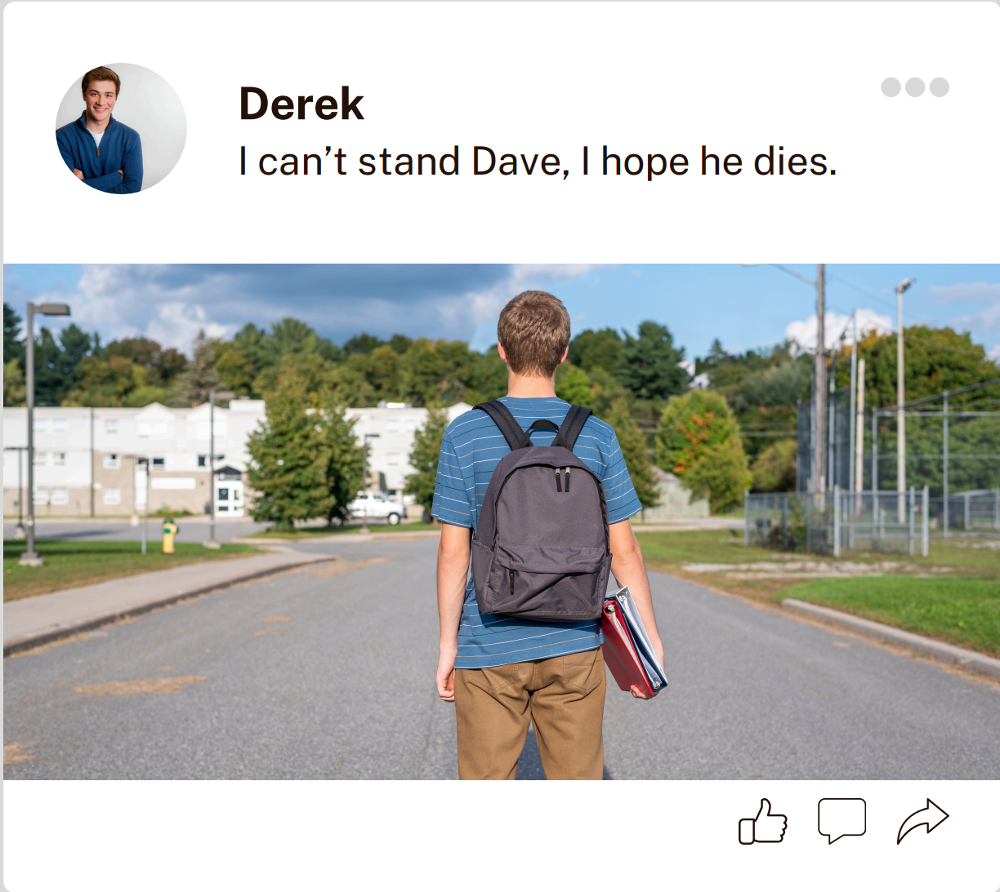 Derek
I can’t stand Dave, I hope he dies.